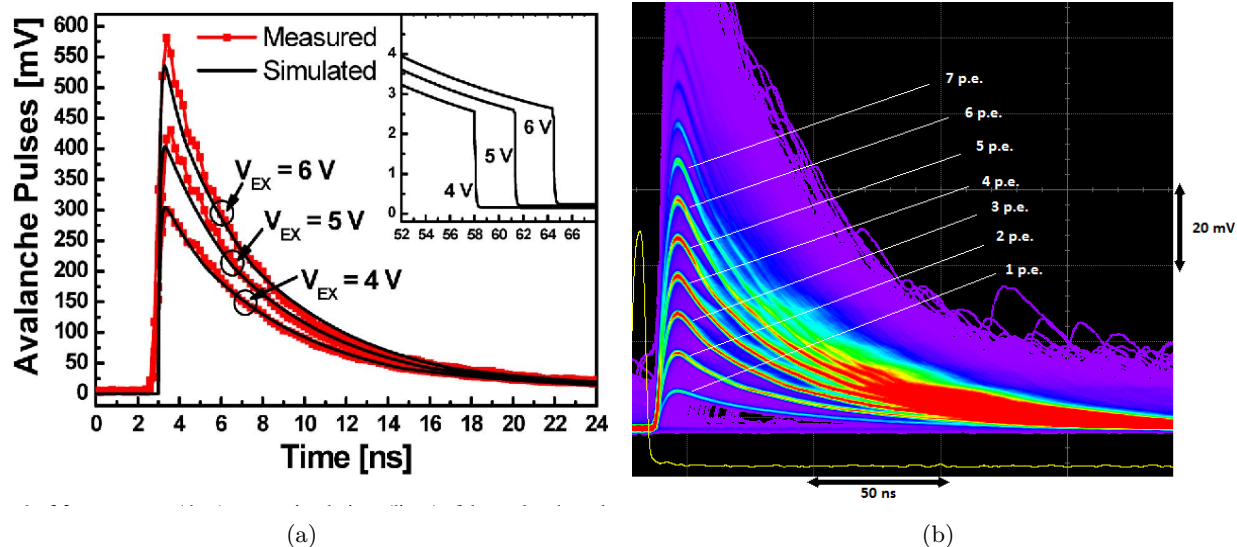 Avalanche Pulses [mV]
600
550
500
450
400
350
300
250
200
150
100
50
0
Measured
Simulated
V_EX = 6 V
V_EX = 5 V
V_EX = 4 V
4
3
2
1
0
6 V
5 V
4 V
52 54 56 58 60 62 64 66
0 2 4 6 8 10 12 14 16 18 20 22 24
Time [ns]
(a)
7 p.e.
6 p.e.
5 p.e.
4 p.e.
3 p.e.
2 p.e.
1 p.e.
20 mV
50 ns
(b)